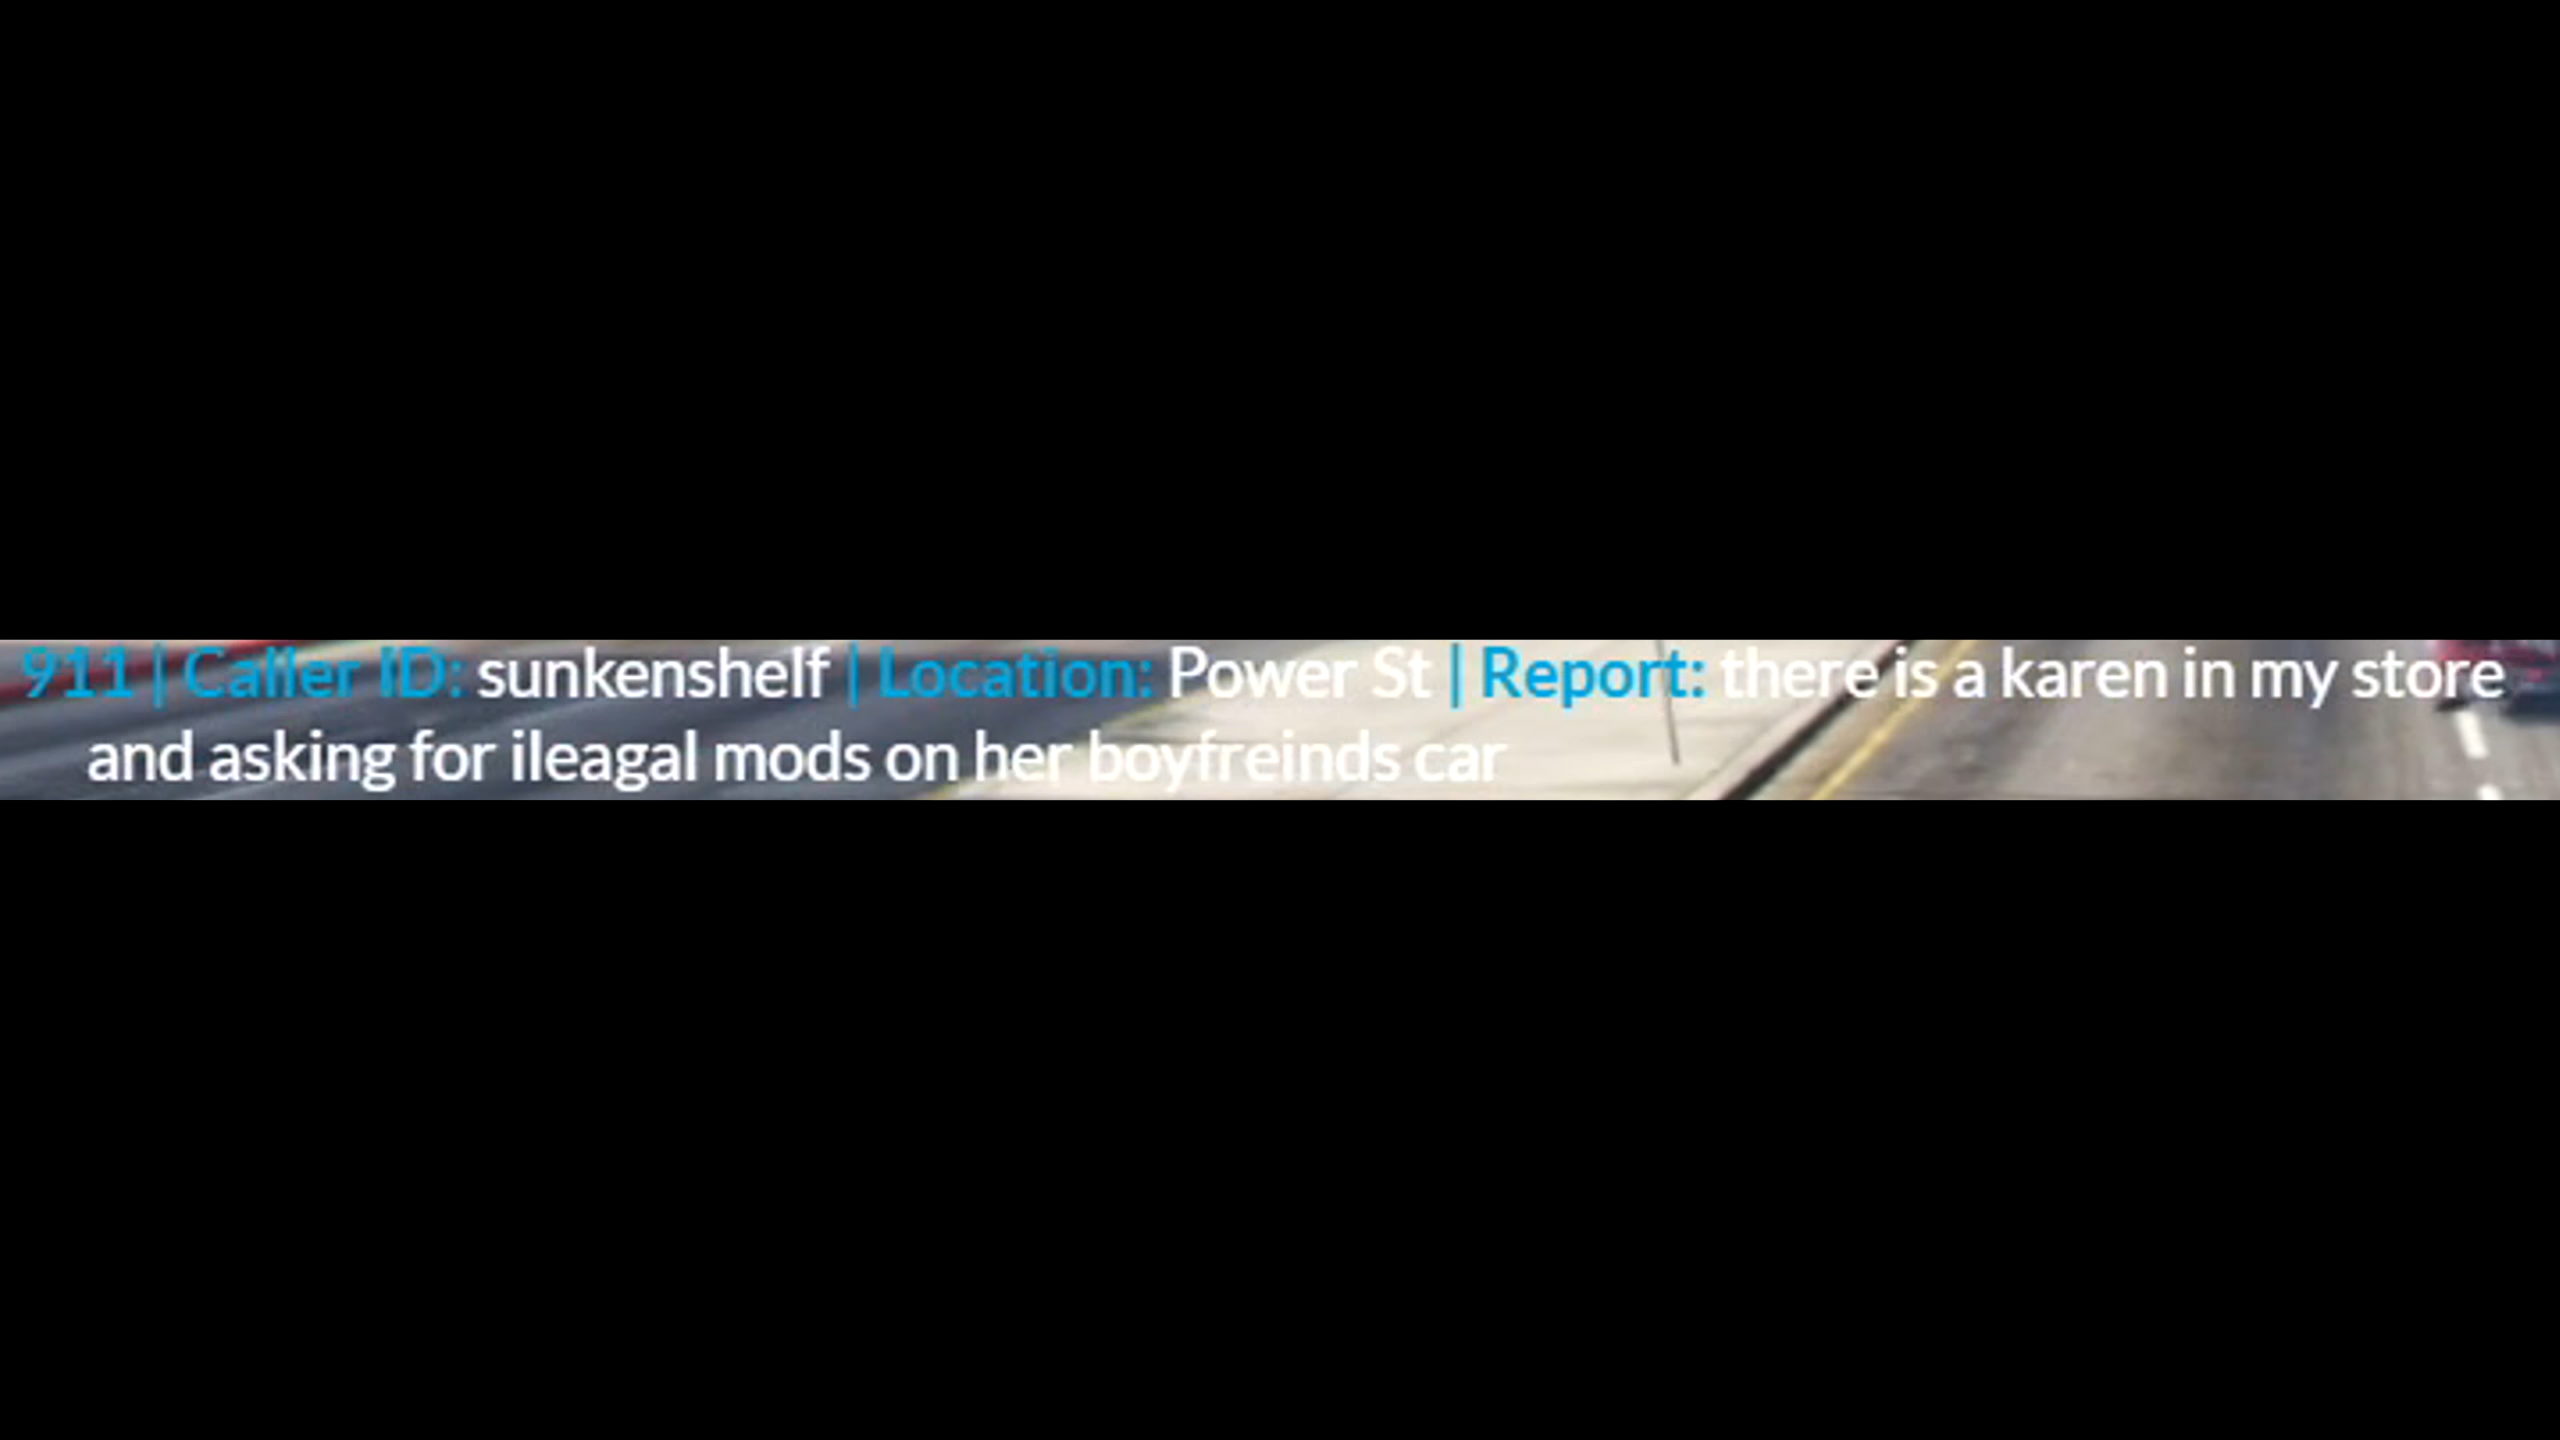 911 | Caller ID: sunkenshelf | Location: Power St | Report: there is a karen in my store
and asking for ileagal mods on her boyfreinds car